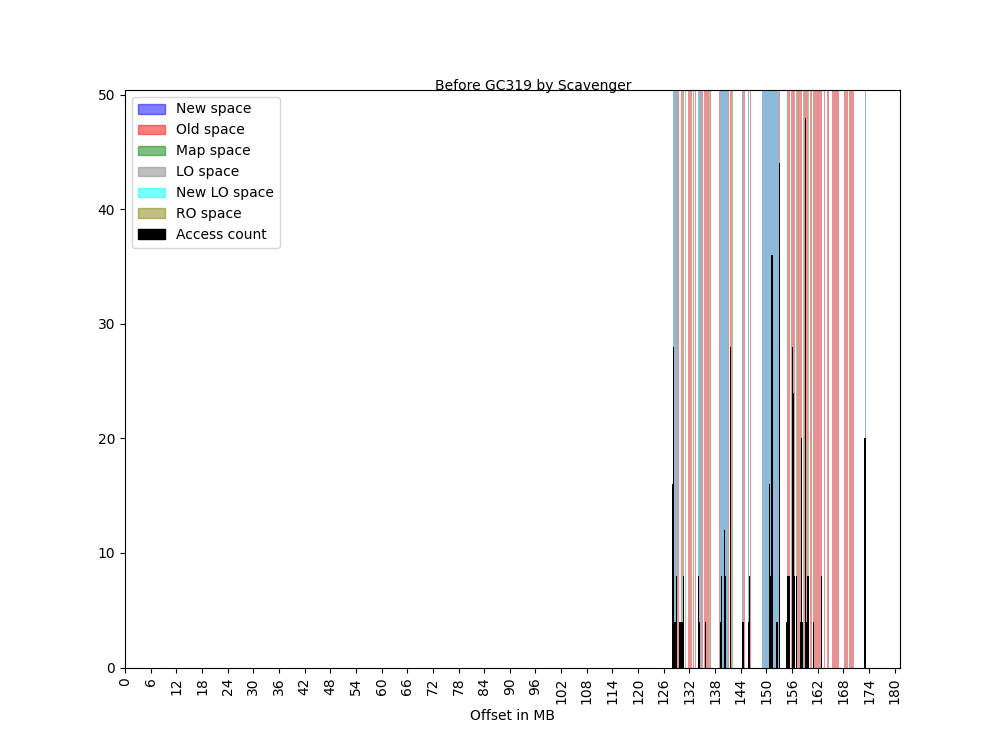 Before GC319 by Scavenger
50
40
30
20
10
0
New space
Old space
Map space
LO space
New LO space
RO space
Access count
0 6 12 18 24 30 36 42 48 54 60 66 72 78 84 90 96 102 108 114 120 126 132 138 144 150 156 162 168 174 180
Offset in MB